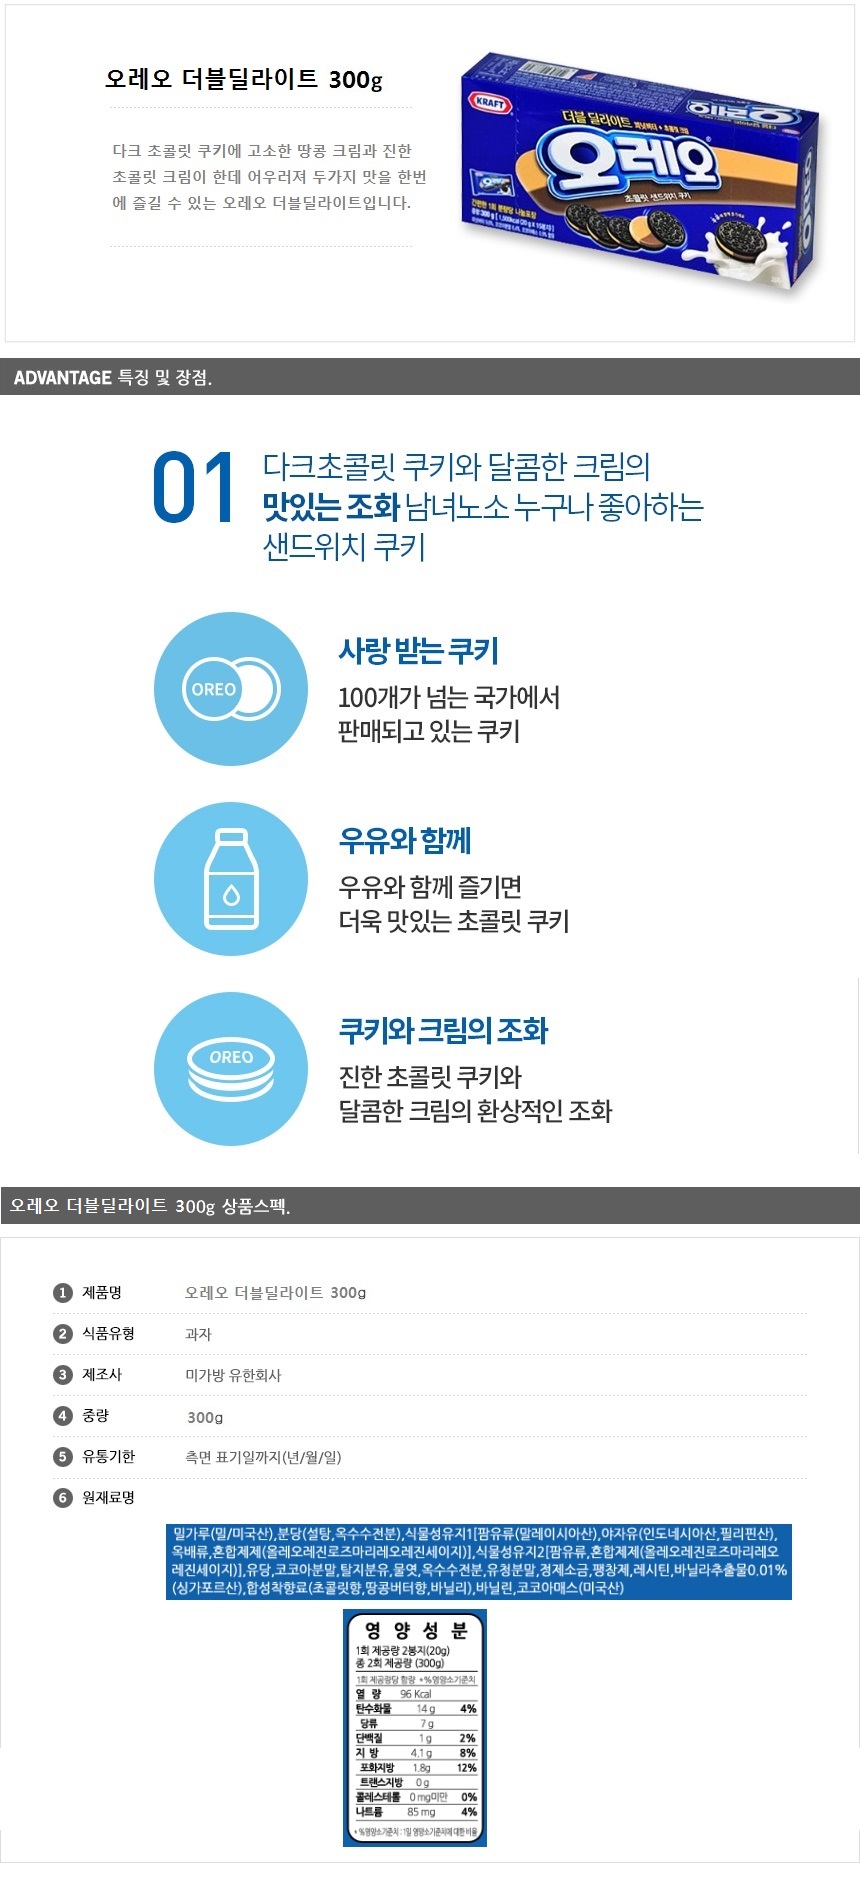 오레오 더블딜라이트 300g
다크 초콜릿 쿠키에 고소한 땅콩 크림과 진한
초콜릿 크림이 한데 어우러져 두가지 맛을 한번
에 즐길 수 있는 오레오 더블딜라이트입니다.
KRAFT
더블 딜라이트 피넛버터 + 초콜릿 크림
오레오
오레오
OREO
초콜릿 샌드위치 쿠키
중량:300 g
ADVANTAGE 특징 및 장점.
01
다크초콜릿 쿠키와 달콤한 크림의
맛있는 조화 남녀노소 누구나 좋아하는
샌드위치 쿠키
OREO
사랑 받는 쿠키
100개가 넘는 국가에서
판매되고 있는 쿠키
우유와 함께
우유와 함께 즐기면
더욱 맛있는 초콜릿 쿠키
OREO
쿠키와 크림의 조화
진한 초콜릿 쿠키와
달콤한 크림의 환상적인 조화
오레오 더블딜라이트 300g 상품스펙.
1 제품명 오레오 더블딜라이트 300g
2 식품유형 과자
3 제조사 미가방 유한회사
4 중량 300g
5 유통기한 측면 표기일까지(년/월/일)
6 원재료명
밀가루(밀/미국산),분당(설탕,옥수수전분),식물성유지1[팜유류(말레이시아산),야자유(인도네시아산,필리핀산),
옥배류,혼합제제(올레오레진로즈마리레오레진세이지)],식물성유지2[팜유류,혼합제제(올레오레진로즈마리레오
레진세이지)],유당,코코아분말,탈지분유,물엿,옥수수전분,유청분말,정제소금,팽창제,레시틴,바닐라추출물0.01%
(싱가포르산),합성착향료(초콜릿향,땅콩버터향,바닐리),바닐린,코코아매스(미국산)
영 양 성 분
1회 제공량 2봉지(20g)
종 2회 제공량 (300g)
1회 제공량당 함량 *%영양소기준치
열 량 96 Kcal
탄수화물 14 g 4%
당류 7 g
단백질 1 g 2%
지 방 4.1 g 8%
포화지방 1.8g 12%
트랜스지방 0 g
콜레스테롤 0 mg미만 0%
나트륨 85 mg 4%
*%영양소기준치 : 1일 영양소기준치에 대한 비율